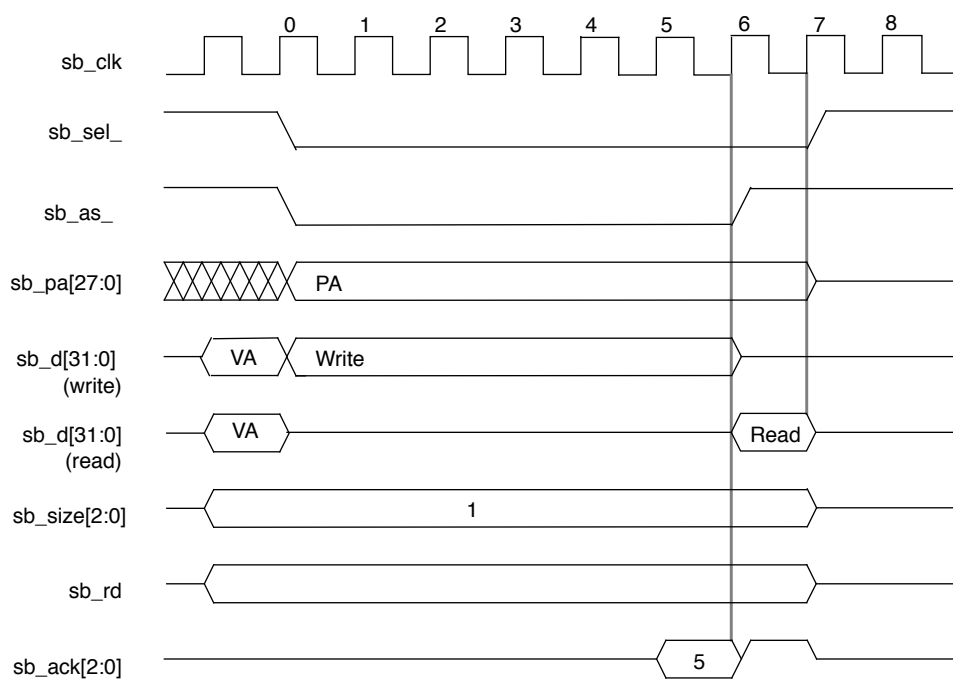 0 1 2 3 4 5 6 7 8
sb_clk
sb_sel_
sb_as_
sb_pa[27:0] PA
sb_d[31:0] VA Write
(write)
sb_d[31:0] VA Read
(read)
sb_size[2:0] 1
sb_rd
sb_ack[2:0] 5